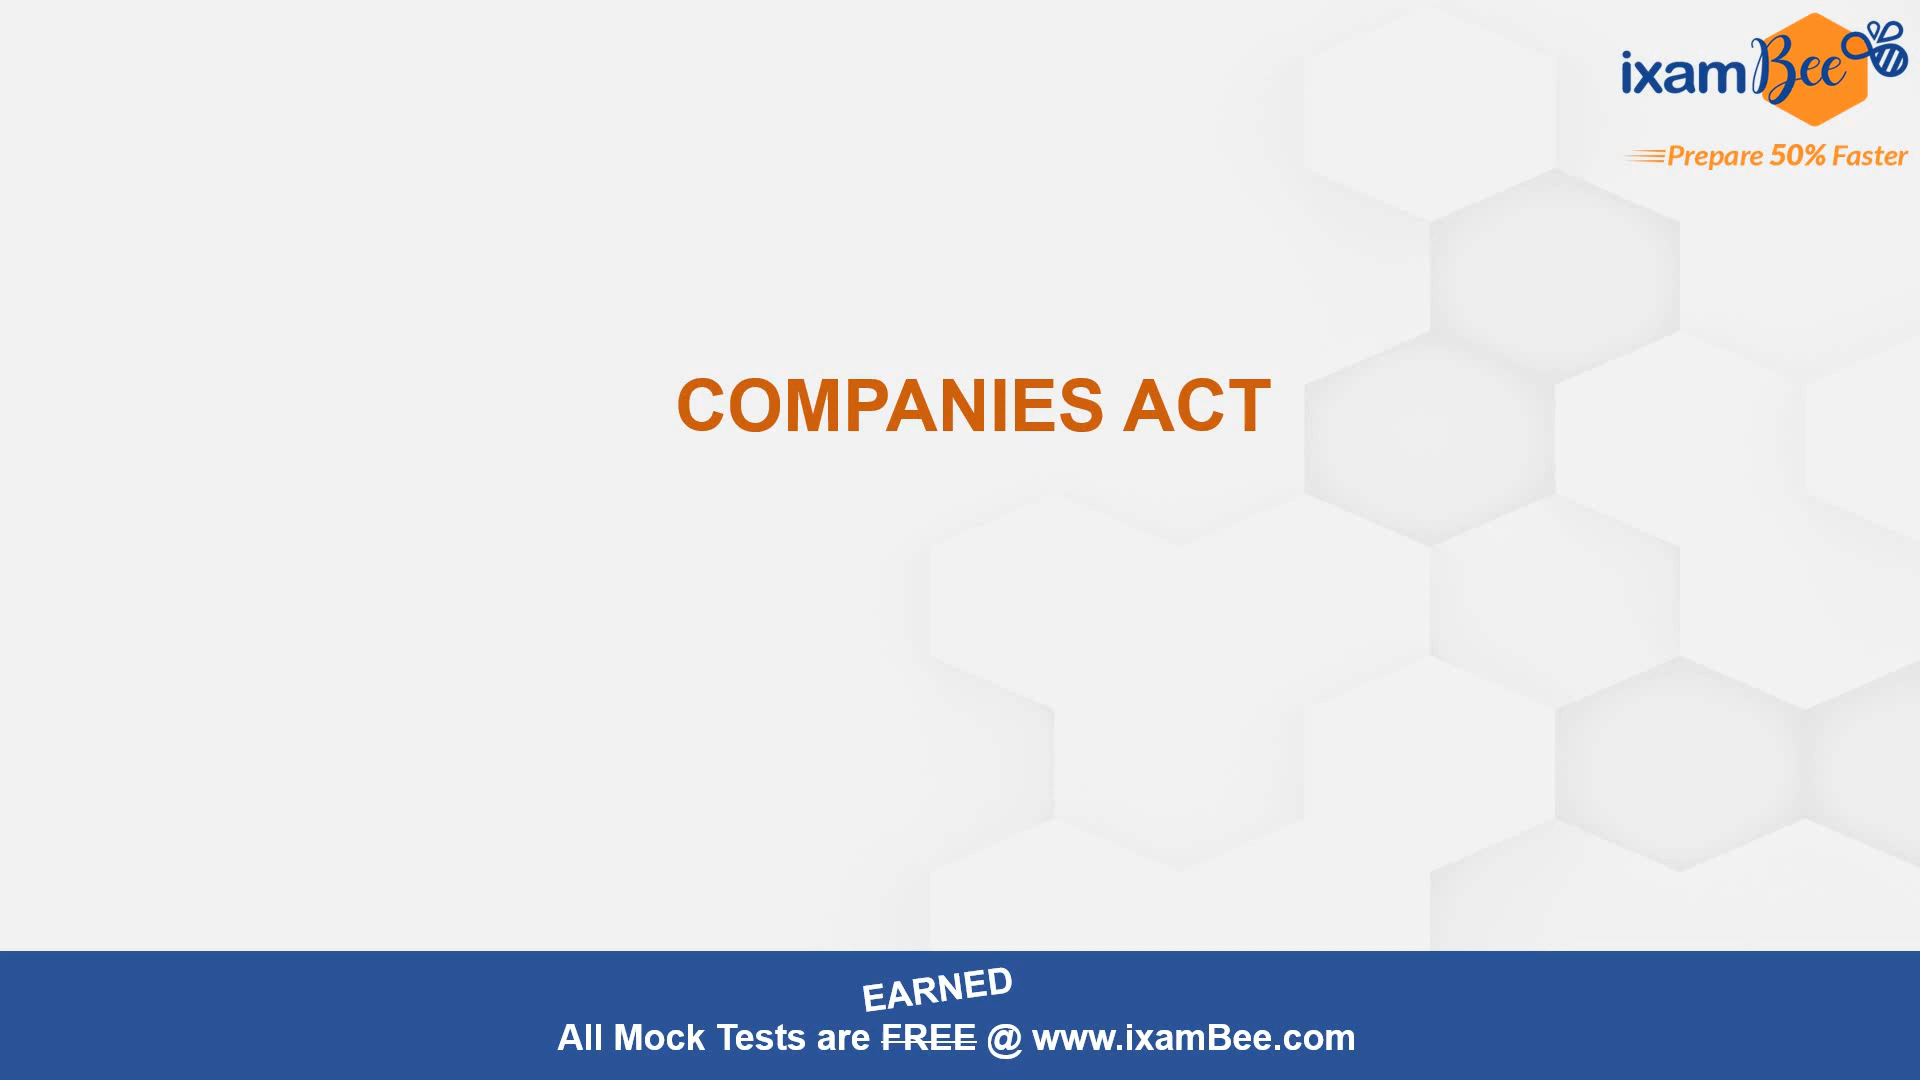 ixamBee
Prepare 50% Faster
COMPANIES ACT
EARNED
All Mock Tests are FREE @ www.ixamBee.com